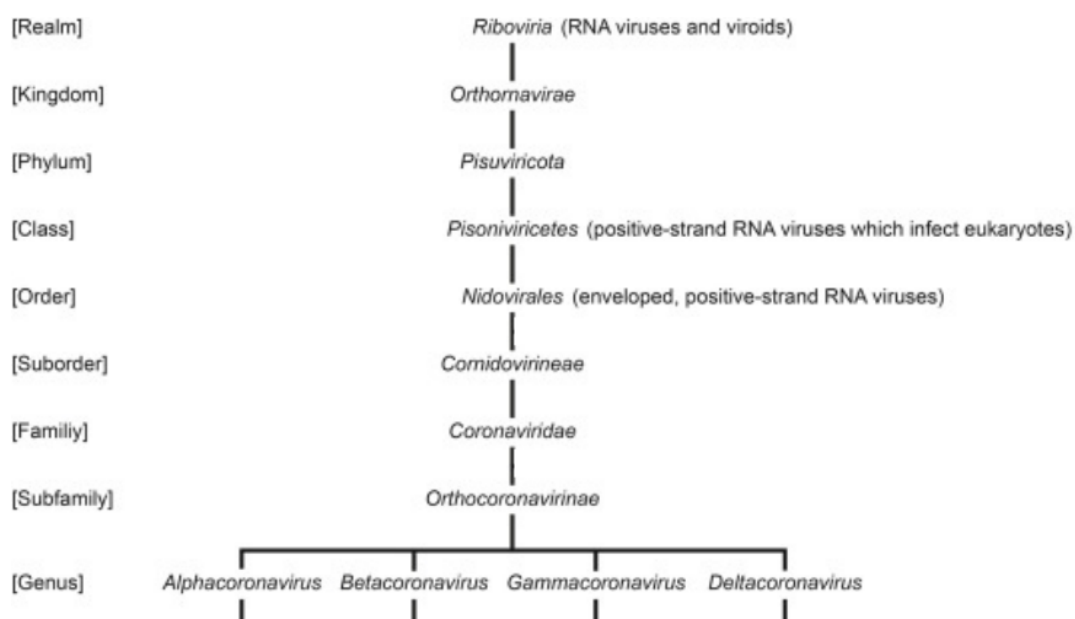 [Realm] Riboviria (RNA viruses and viroids)
[Kingdom] Orthornavirae
[Phylum] Pisuviricota
[Class] Pisoniviricetes (positive-strand RNA viruses which infect eukaryotes)
[Order] Nidovirales (enveloped, positive-strand RNA viruses)
[Suborder] Cornidovirineae
[Familiy] Coronaviridae
[Subfamily] Orthocoronavirinae
[Genus] Alphacoronavirus Betacoronavirus Gammacoronavirus Deltacoronavirus